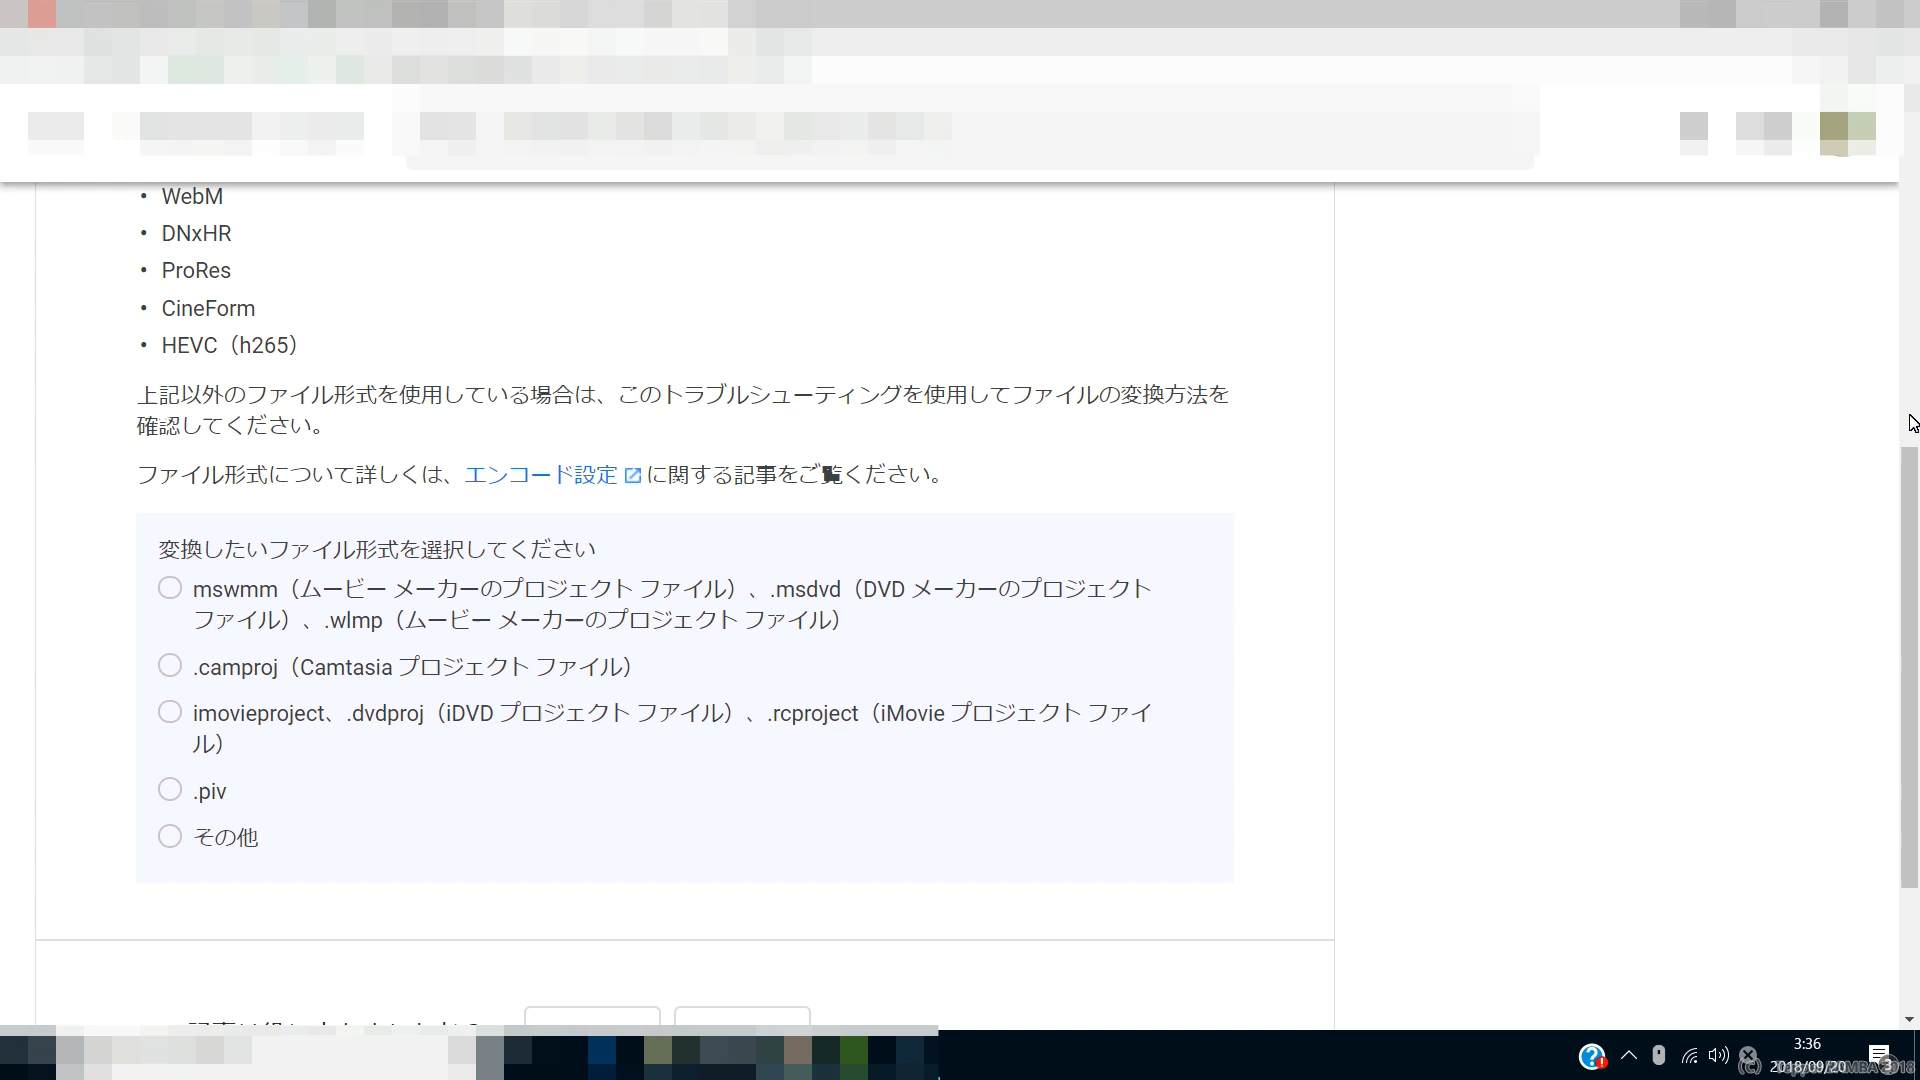 • WebM
• DNxHR
• ProRes
• CineForm
• HEVC（h265）
上記以外のファイル形式を使用している場合は、このトラブルシューティングを使用してファイルの変換方法を
確認してください。
ファイル形式について詳しくは、エンコード設定 に関する記事をご覧ください。
変換したいファイル形式を選択してください
mswmm（ムービー メーカーのプロジェクト ファイル）、.msdvd（DVD メーカーのプロジェクト
ファイル）、.wlmp（ムービー メーカーのプロジェクト ファイル）
.camproj（Camtasia プロジェクト ファイル）
imovieproject、.dvdproj（iDVD プロジェクト ファイル）、.rcproject（iMovie プロジェクト ファイ
ル）
.piv
その他
3:36
2018/09/20